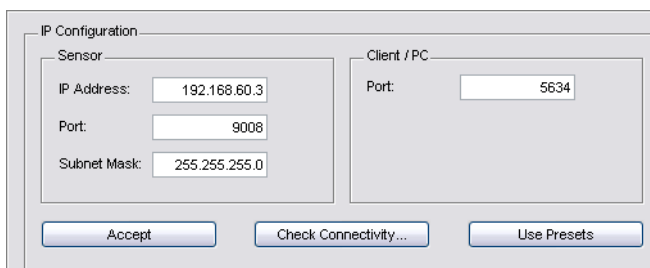 IP Configuration
Sensor
IP Address: 192.168.60.3
Port: 9008
Subnet Mask: 255.255.255.0
Client / PC
Port: 5634
Accept
Check Connectivity...
Use Presets